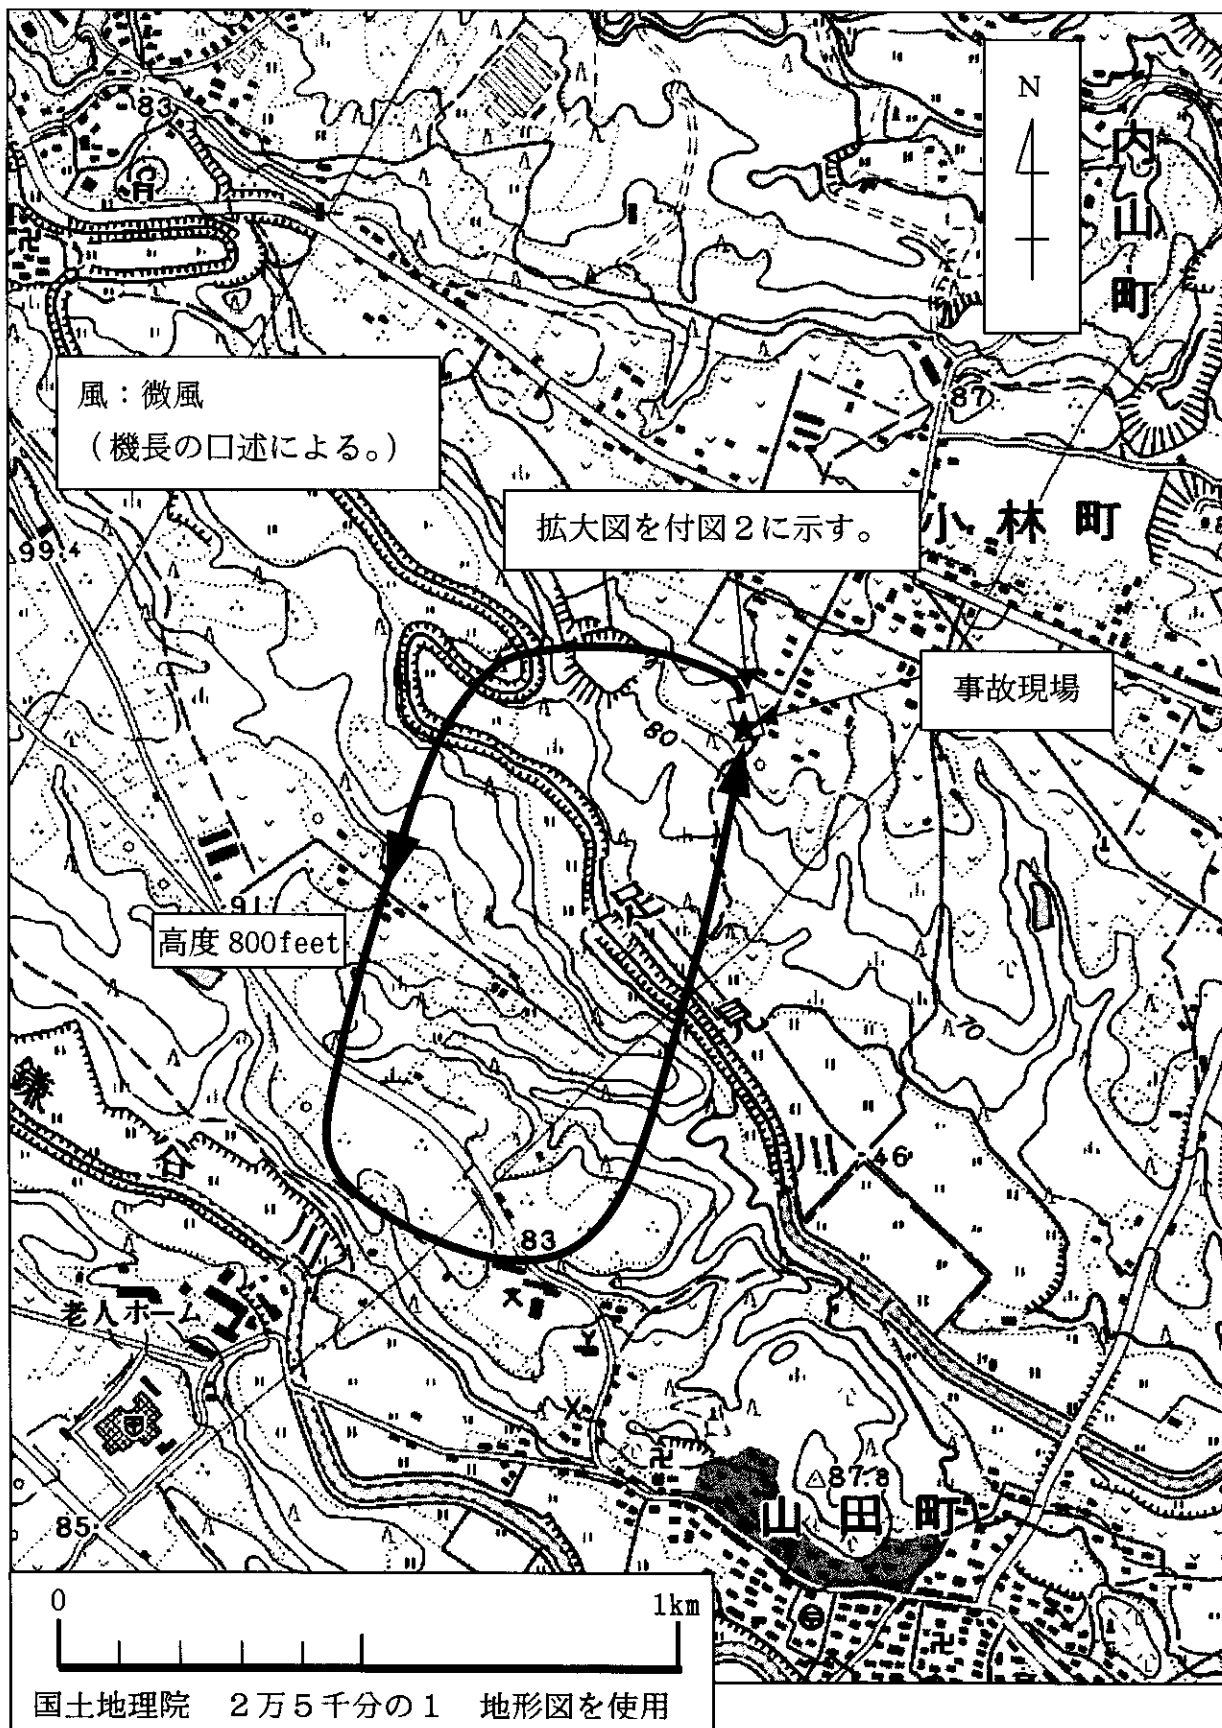 N
内山町
83
風：微風
（機長の口述による。）
87
拡大図を付図２に示す。
小林町
99.4
事故現場
80
91
高度 800feet
70
鎌谷川
川
46
83
老人ホーム
文
87.8
山田町
85
0 1km
国土地理院 ２万５千分の１ 地形図を使用